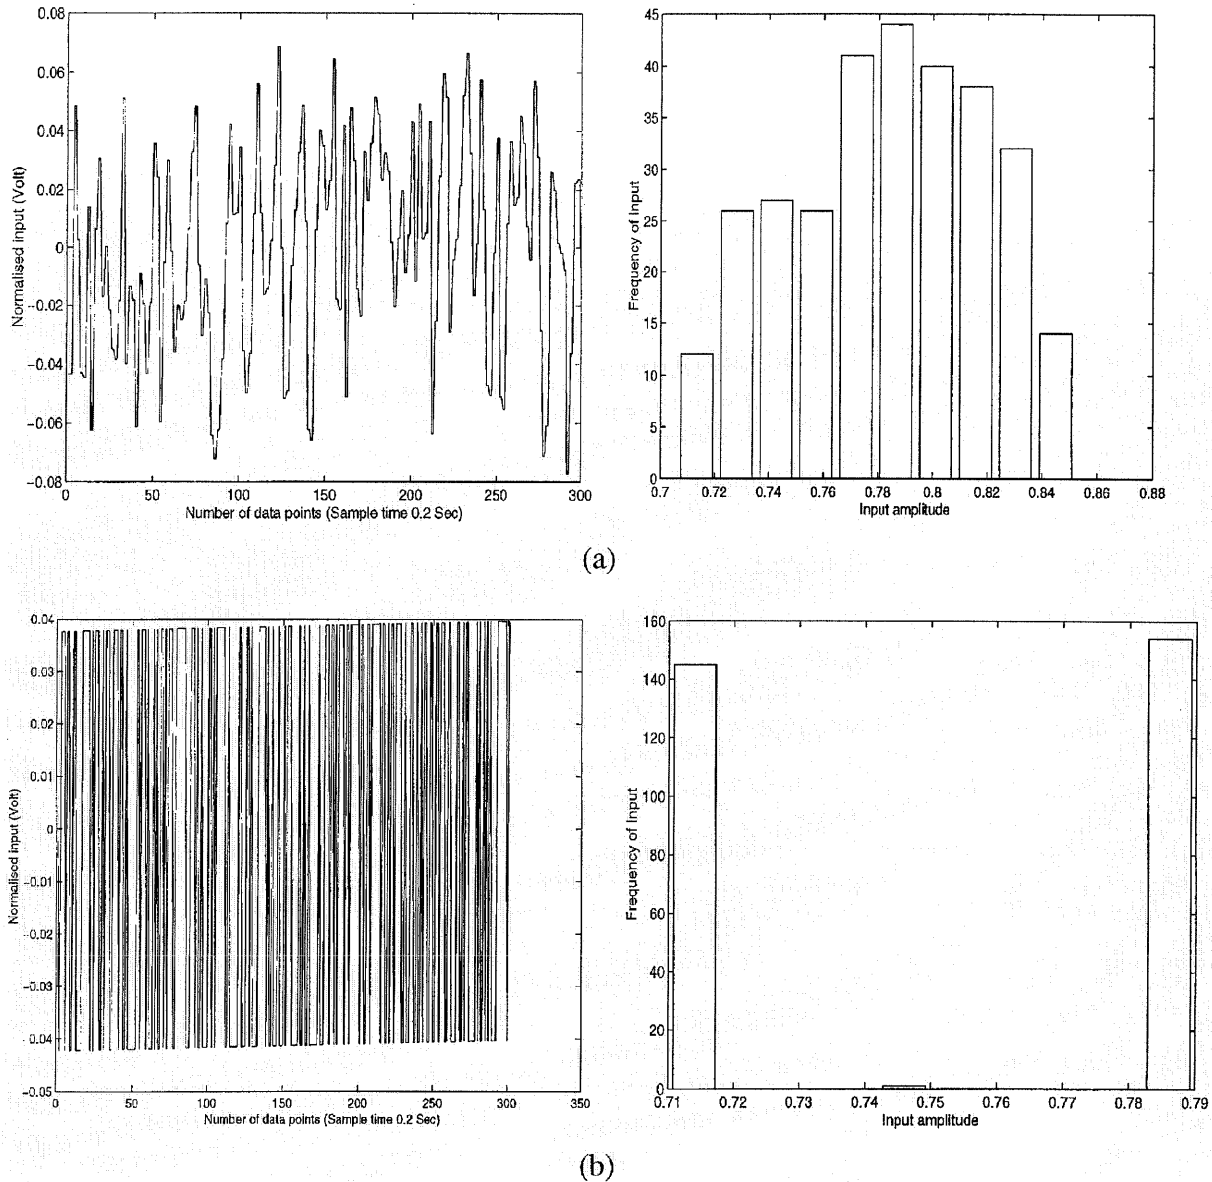 0.08
0.06
0.04
0.02
0
-0.02
-0.04
-0.06
-0.08
Normalised input (Volt)
0 50 100 150 200 250 300
Number of data points (Sample time 0.2 Sec)
45
40
35
30
25
20
15
10
5
0
Frequency of Input
0.7 0.72 0.74 0.76 0.78 0.8 0.82 0.84 0.86 0.88
Input amplitude
(a)
0.04
0.03
0.02
0.01
0
-0.01
-0.02
-0.03
-0.04
-0.05
Normalised input (Volt)
0 50 100 150 200 250 300 350
Number of data points (Sample time 0.2 Sec)
160
140
120
100
80
60
40
20
0
Frequency of Input
0.71 0.72 0.73 0.74 0.75 0.76 0.77 0.78 0.79
Input amplitude
(b)